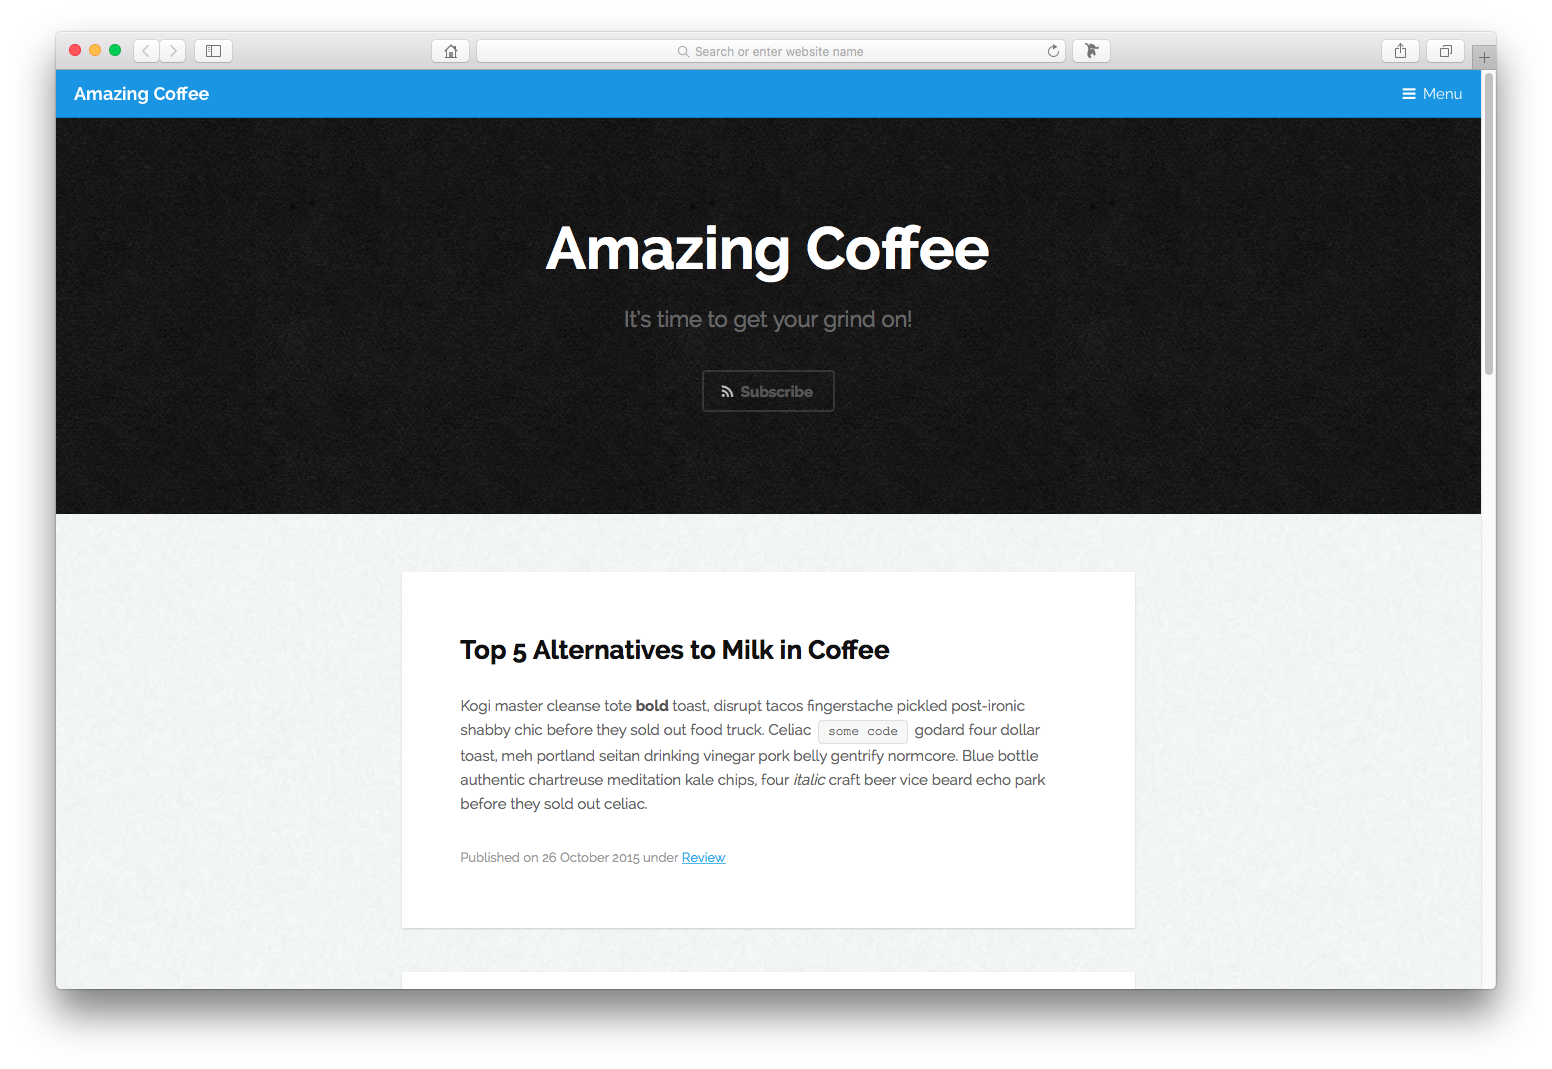 Search or enter website name
Amazing Coffee
Menu
Amazing Coffee
It's time to get your grind on!
Subscribe
Top 5 Alternatives to Milk in Coffee
Kogi master cleanse tote bold toast, disrupt tacos fingerstache pickled post-ironic
shabby chic before they sold out food truck. Celiac some code godard four dollar
toast, meh portland seitan drinking vinegar pork belly gentrify normcore. Blue bottle
authentic chartreuse meditation kale chips, four italic craft beer vice beard echo park
before they sold out celiac.
Published on 26 October 2015 under Review